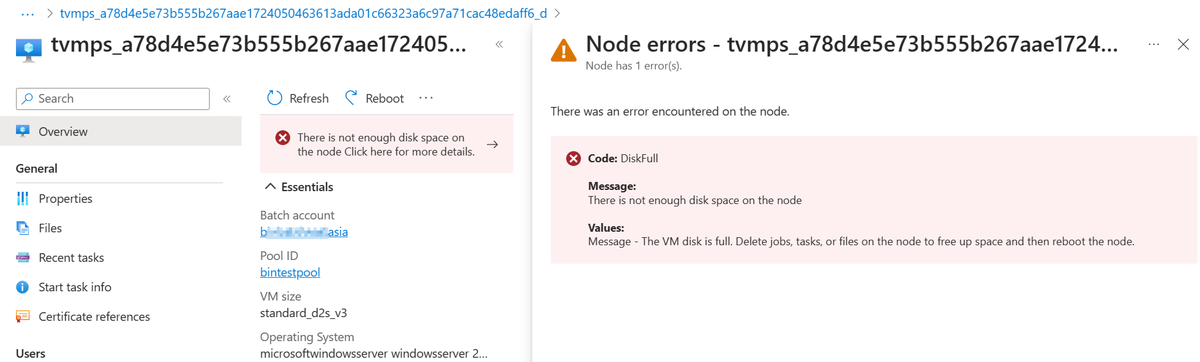 ··· > tvmps_a78d4e5e73b555b267aae1724050463613ada01c66323a6c97a71cac48edaff6_d >
tvmps_a78d4e5e73b555b267aae172405...
«
Search
«
Overview
General
Properties
Files
Recent tasks
Start task info
Certificate references
Users
Refresh Reboot ···
There is not enough disk space on
the node Click here for more details. →
Essentials
Batch account
asia
Pool ID
bintestpool
VM size
standard_d2s_v3
Operating System
microsoftwindowsserver windowsserver 2...
Node errors - tvmps_a78d4e5e73b555b267aae1724...
···
Node has 1 error(s).
There was an error encountered on the node.
Code: DiskFull
Message:
There is not enough disk space on the node
Values:
Message - The VM disk is full. Delete jobs, tasks, or files on the node to free up space and then reboot the node.